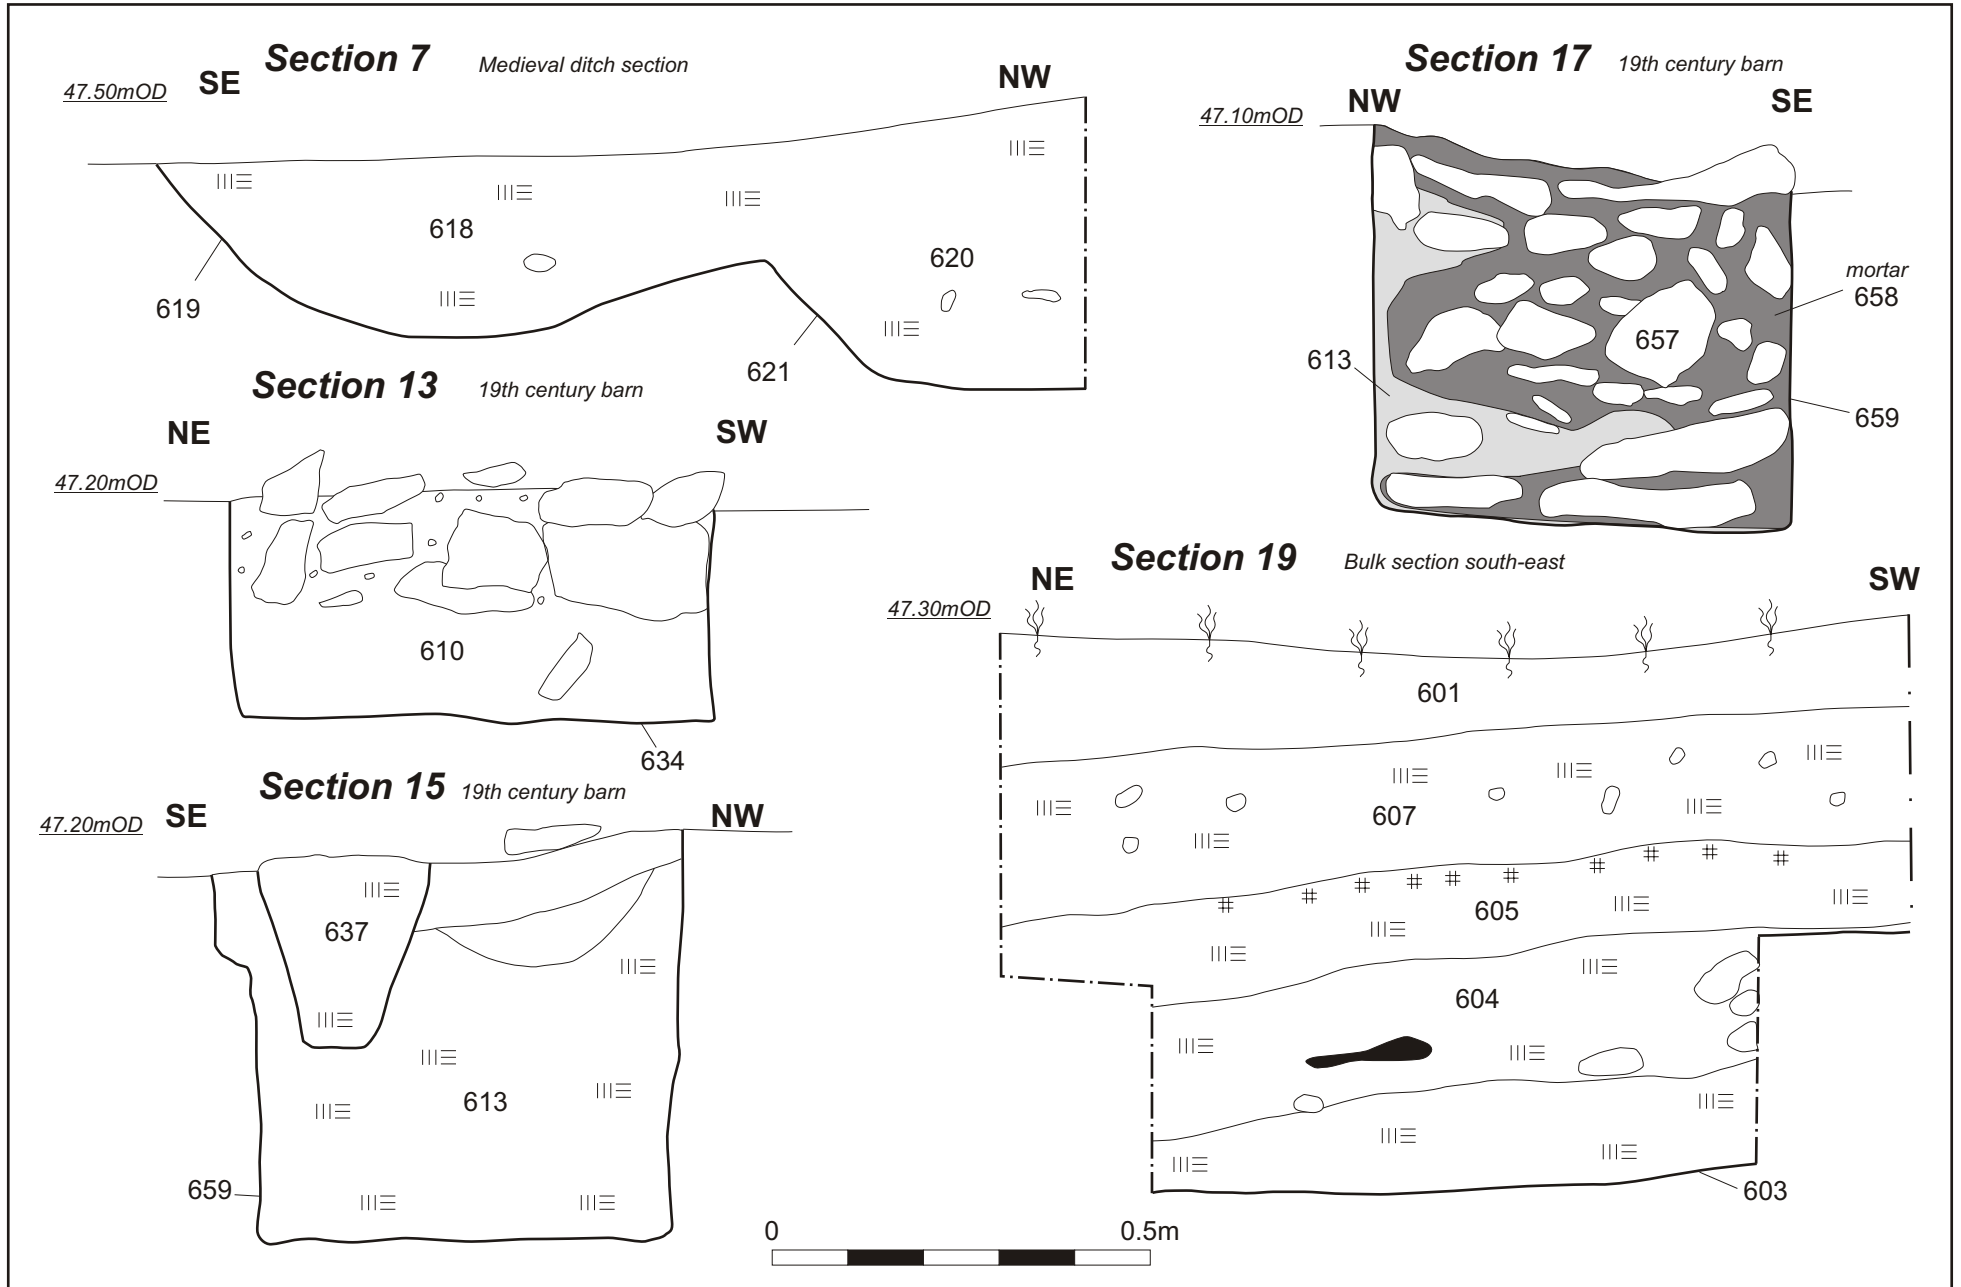 Section 7 Medieval ditch section
47.50mOD SE NW
618
620
619
621
Section 17 19th century barn
NW SE
47.10mOD
mortar
658
657
613
659
Section 13 19th century barn
NE SW
47.20mOD
610
634
Section 15 19th century barn
SE NW
47.20mOD
637
613
659
Section 19 Bulk section south-east
NE SW
47.30mOD
601
607
605
604
603
0 0.5m